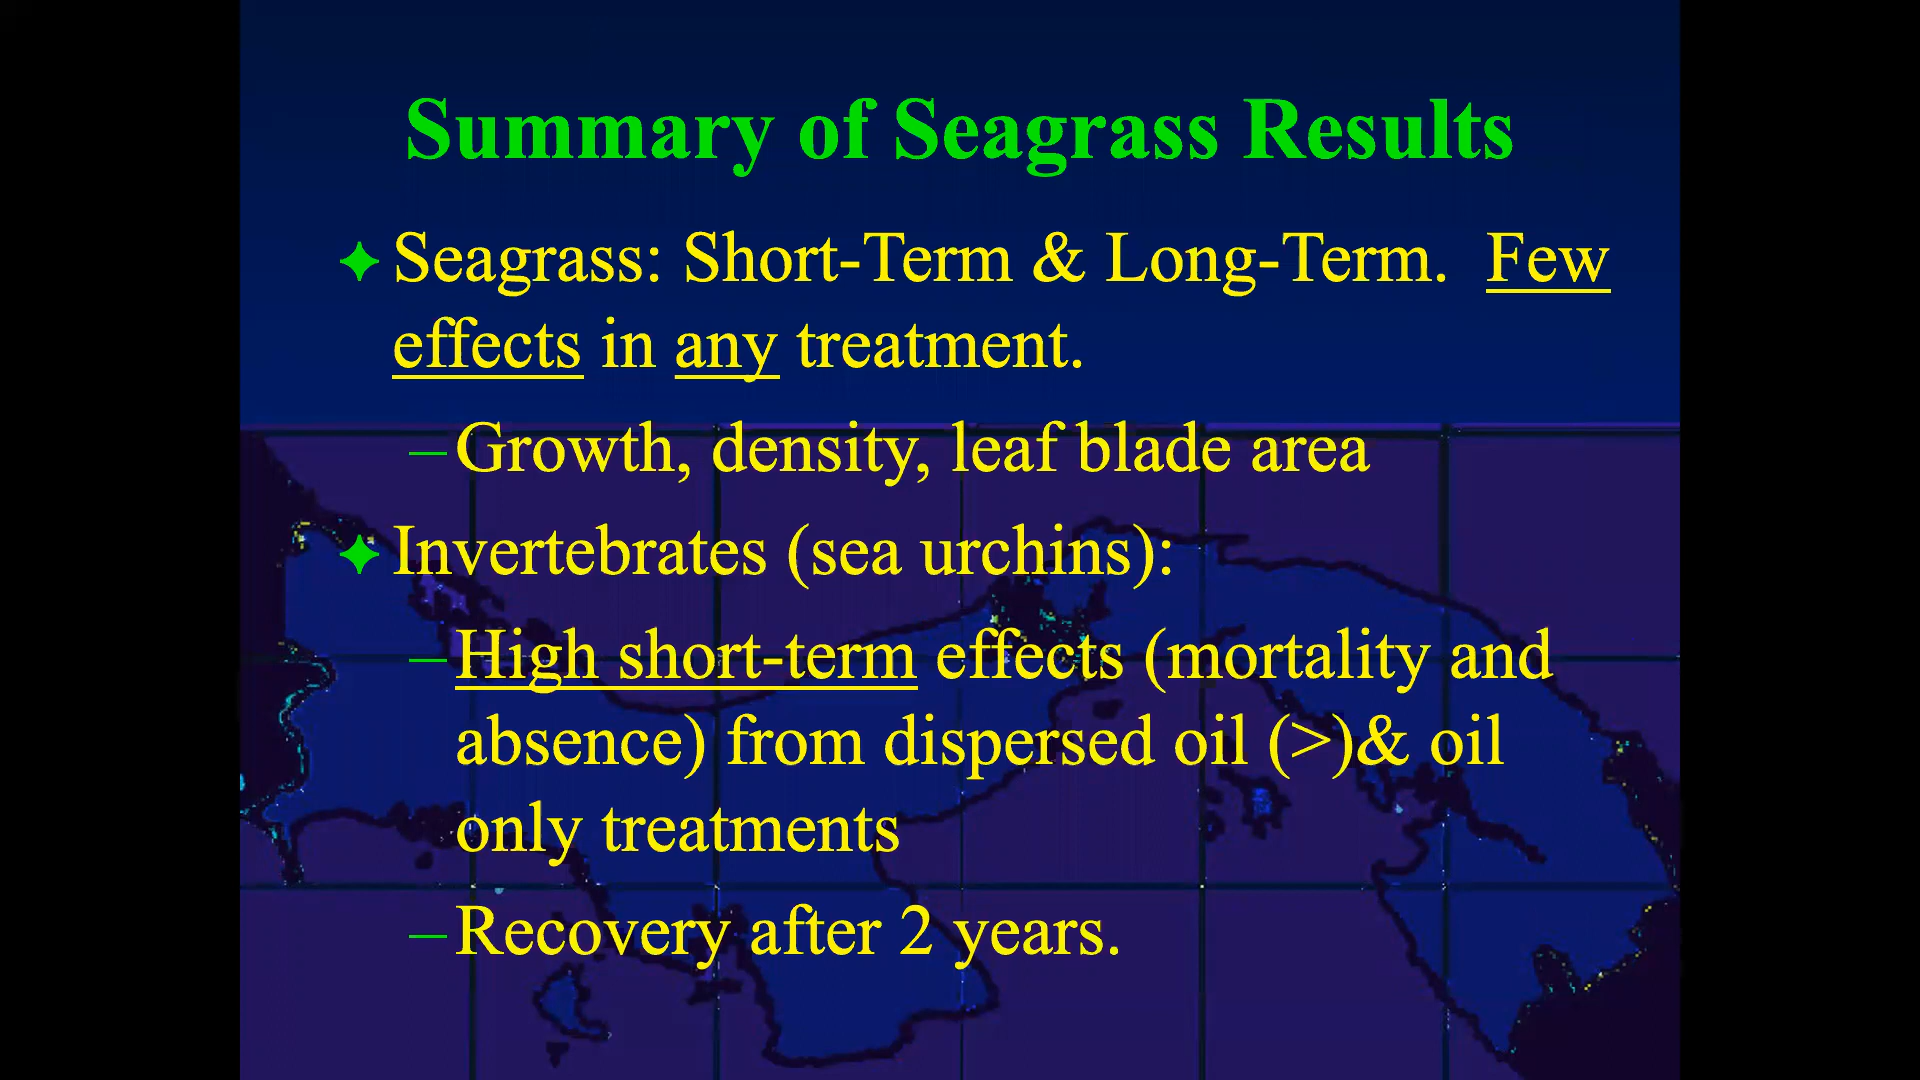 Summary of Seagrass Results
Seagrass: Short-Term & Long-Term. Few
effects in any treatment.
–Growth, density, leaf blade area
Invertebrates (sea urchins):
–High short-term effects (mortality and
absence) from dispersed oil (>)& oil
only treatments
–Recovery after 2 years.